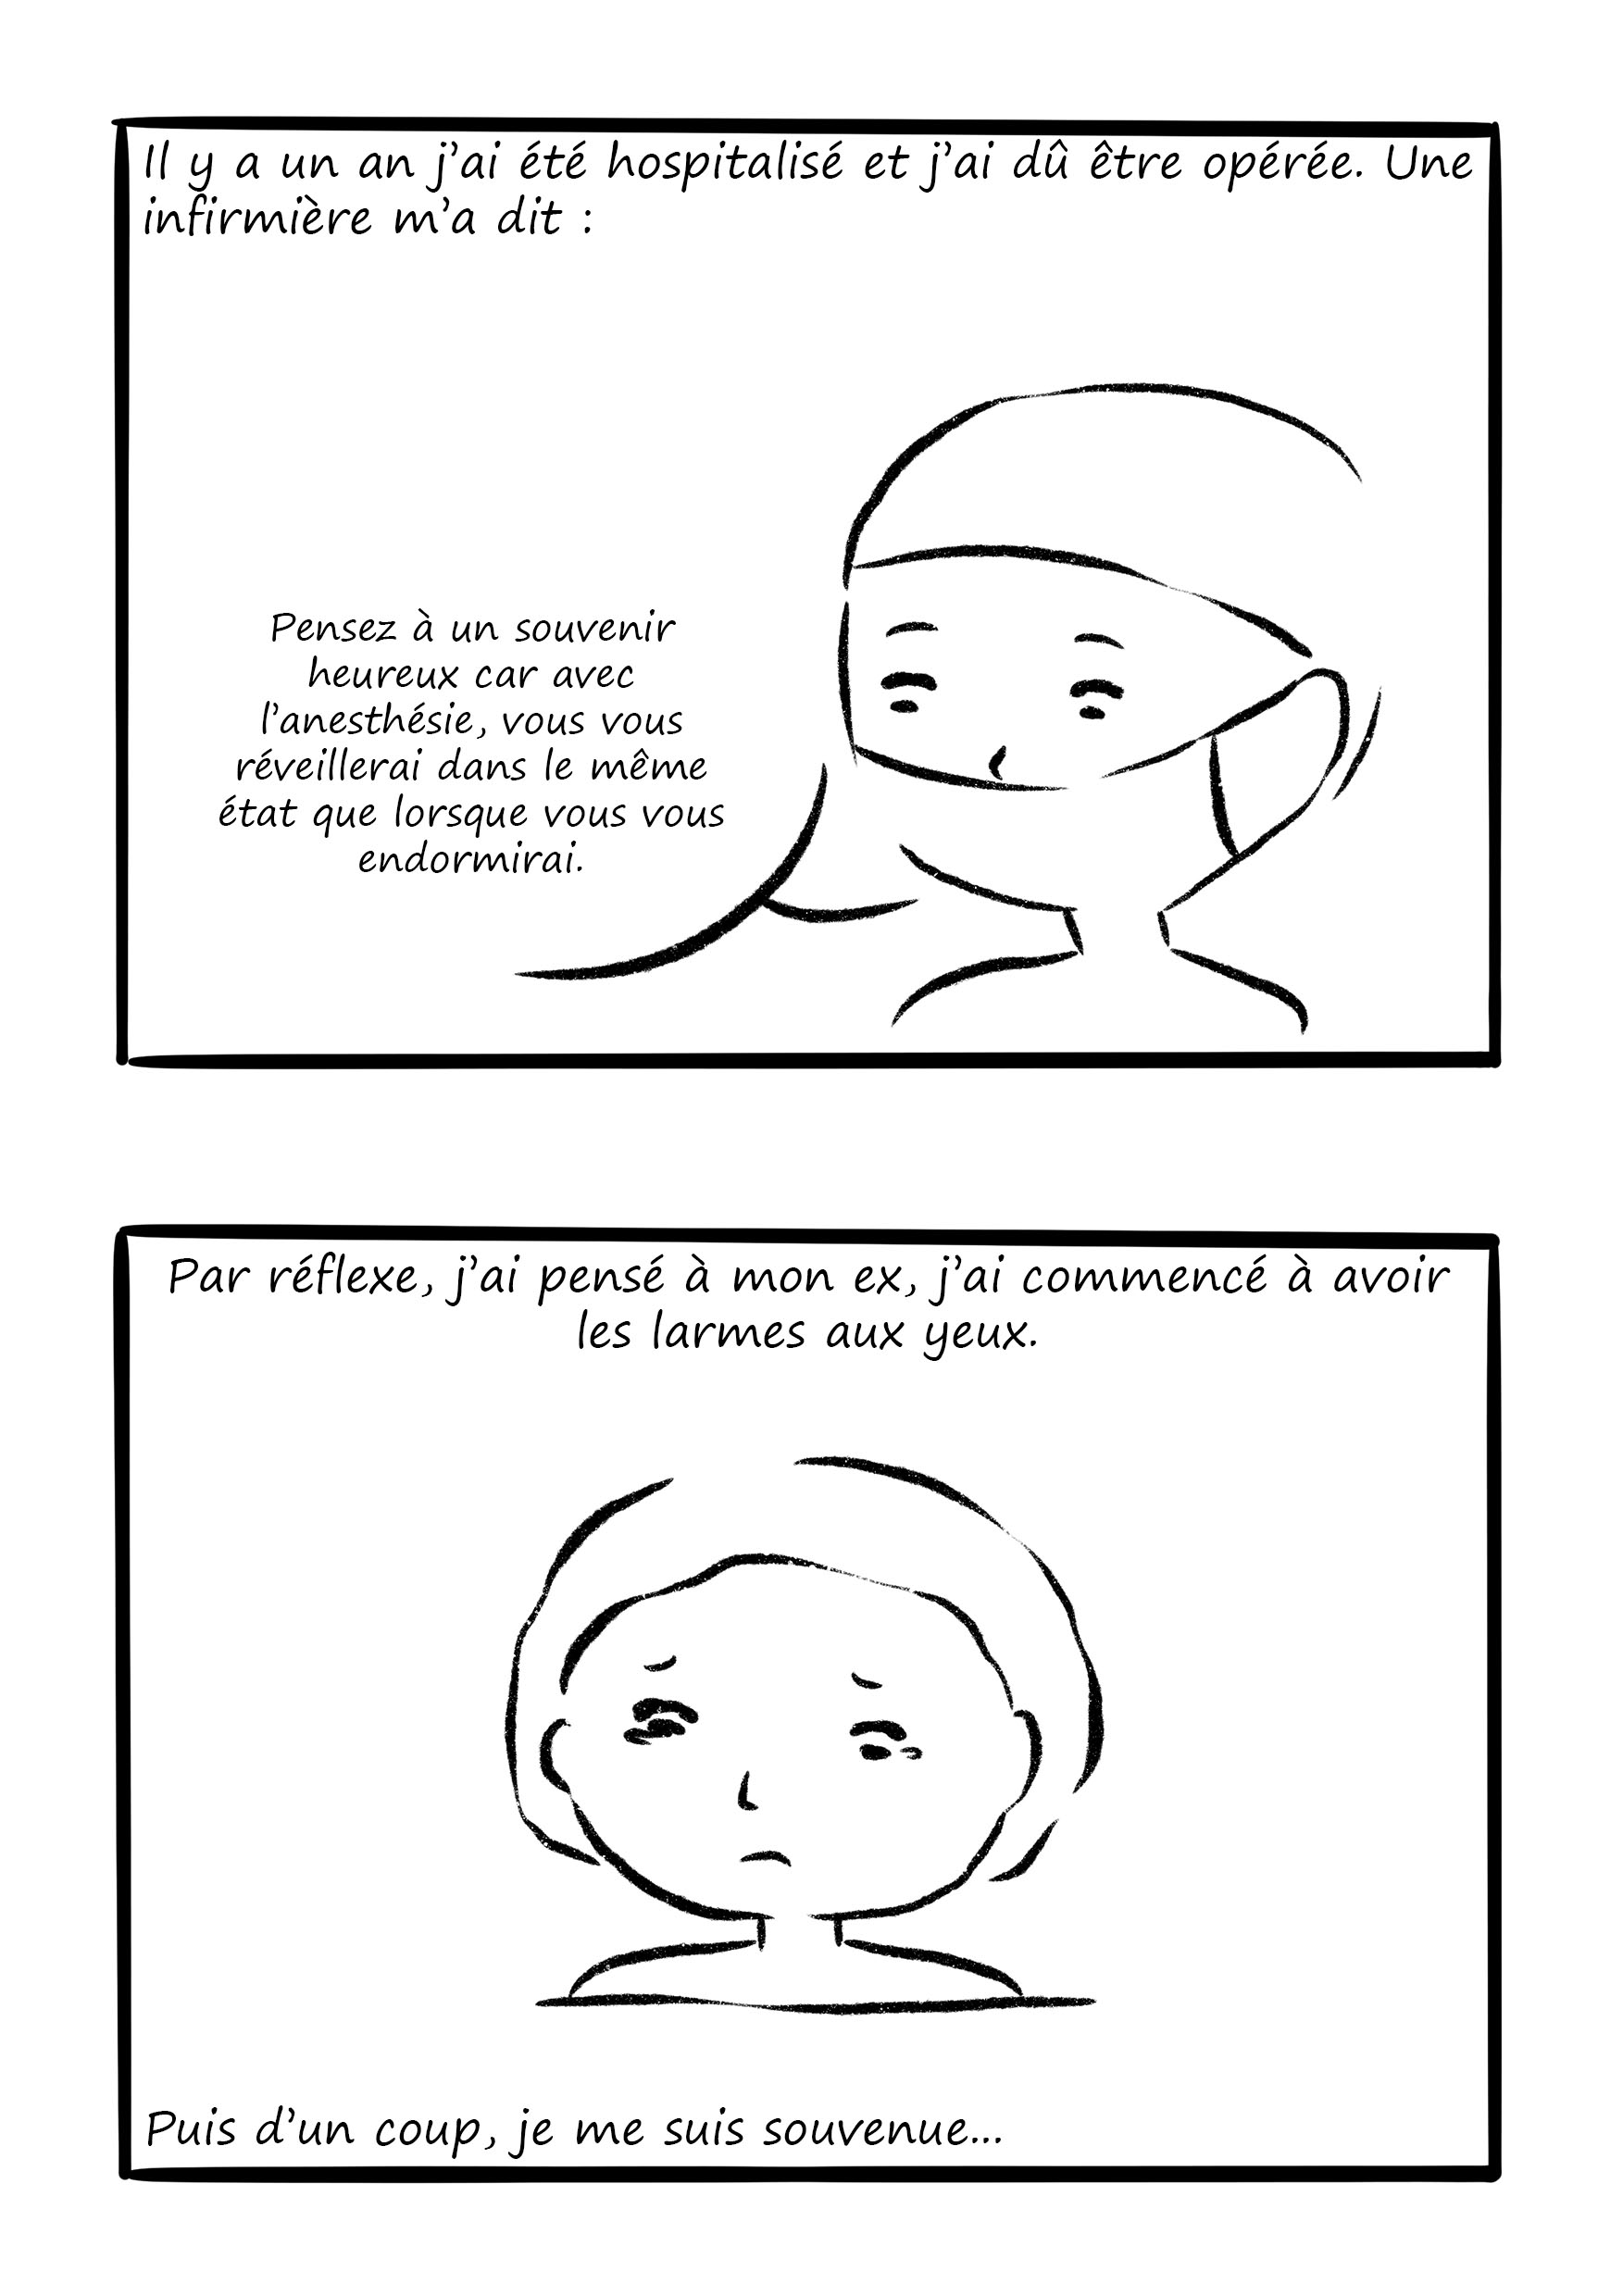 Il y a un an j'ai été hospitalisé et j'ai dû être opérée. Une
infirmière m'a dit :
Pensez à un souvenir
heureux car avec
l'anesthésie, vous vous
réveillerai dans le même
état que lorsque vous vous
endormirai.
Par réflexe, j'ai pensé à mon ex, j'ai commencé à avoir
les larmes aux yeux.
Puis d'un coup, je me suis souvenue...